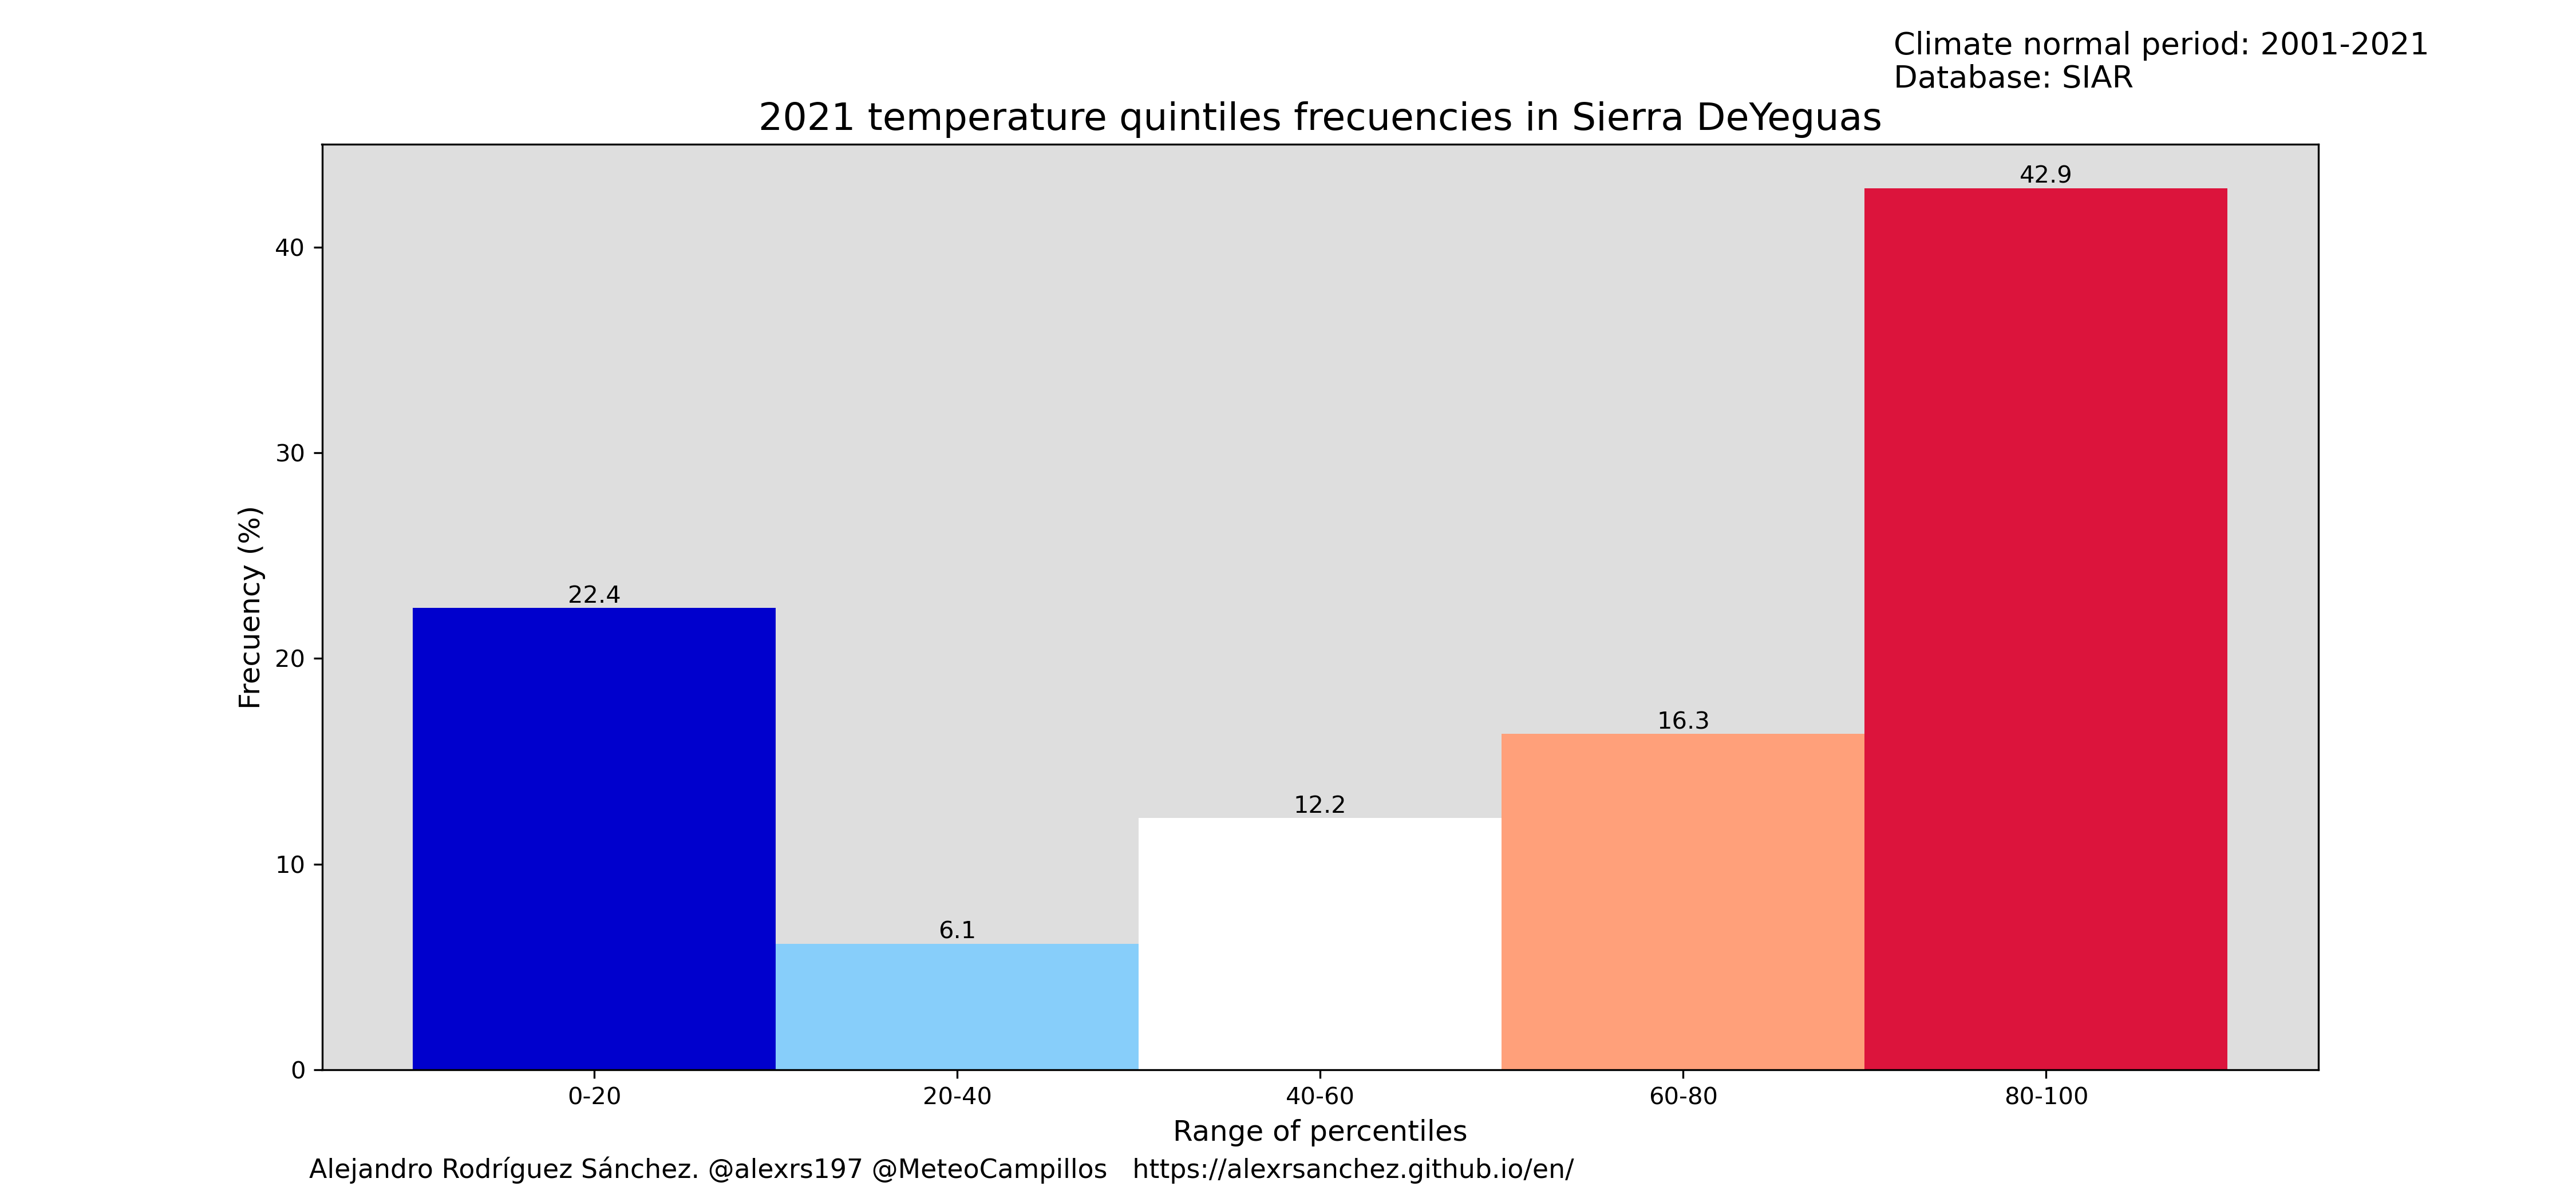 Climate normal period: 2001-2021
Database: SIAR
2021 temperature quintiles frecuencies in Sierra DeYeguas
42.9
40
30
22.4
20
16.3
12.2
10
6.1
0
Frecuency (%)
0-20 20-40 40-60 60-80 80-100
Range of percentiles
Alejandro Rodríguez Sánchez. @alexrs197 @MeteoCampillos https://alexrsanchez.github.io/en/